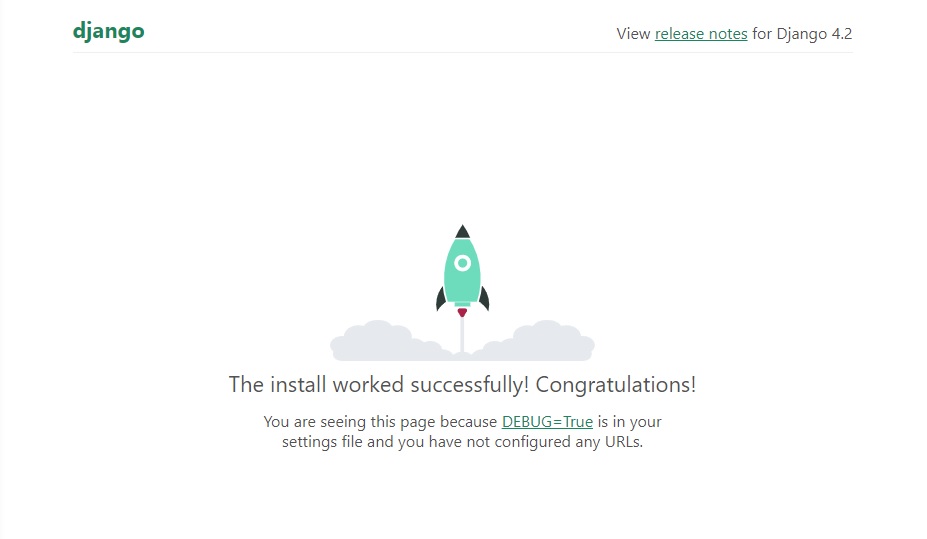 django
View release notes for Django 4.2
The install worked successfully! Congratulations!
You are seeing this page because DEBUG=True is in your
settings file and you have not configured any URLs.